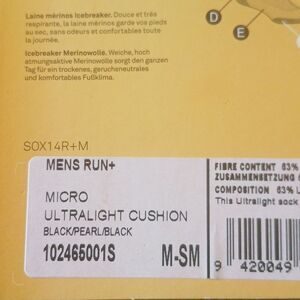 Laine mérinos Icebreaker. Douce et très
respirante, la laine mérinos garde vos pieds
au sec, sans odeurs et confortables toute
la journée.
Icebreaker Merinowolle. Weiche, hoch
atmungsaktive Merinowolle sorgt den ganzen
Tag für ein trockenes, geruchneutrales
und komfortables Fußklima.
D
E
SOX14R+M
MENS RUN+
MICRO
ULTRALIGHT CUSHION
BLACK/PEARL/BLACK
102465001S M-SM
FIBRE CONTENT 63%
ZUSAMMENSETZUNG
COMPOSITION 63%
This Ultralight sock
9 420049